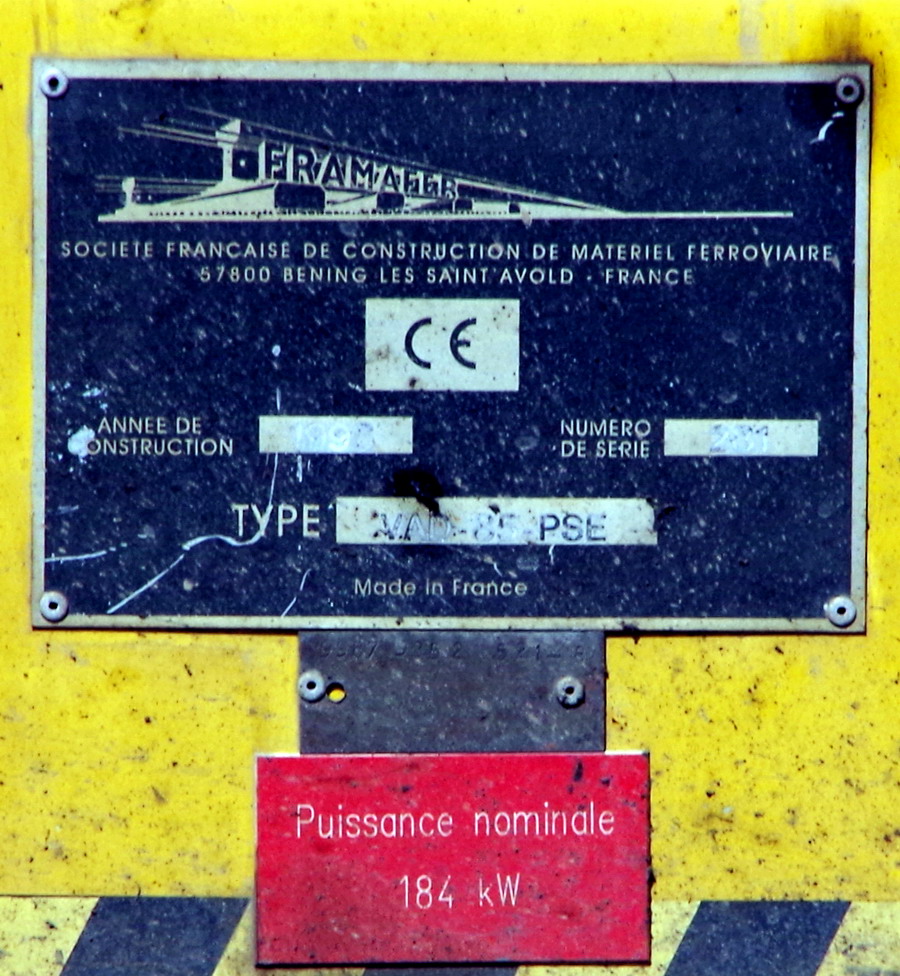 FRAMAFER
SOCIETE FRANCAISE DE CONSTRUCTION DE MATERIEL FERROVIAIRE
57800 BENING LES SAINT AVOLD - FRANCE
CE
ANNEE DE
CONSTRUCTION
NUMERO
DE SERIE
TYPE PSE
Made in France
Puissance nominale
184 kW